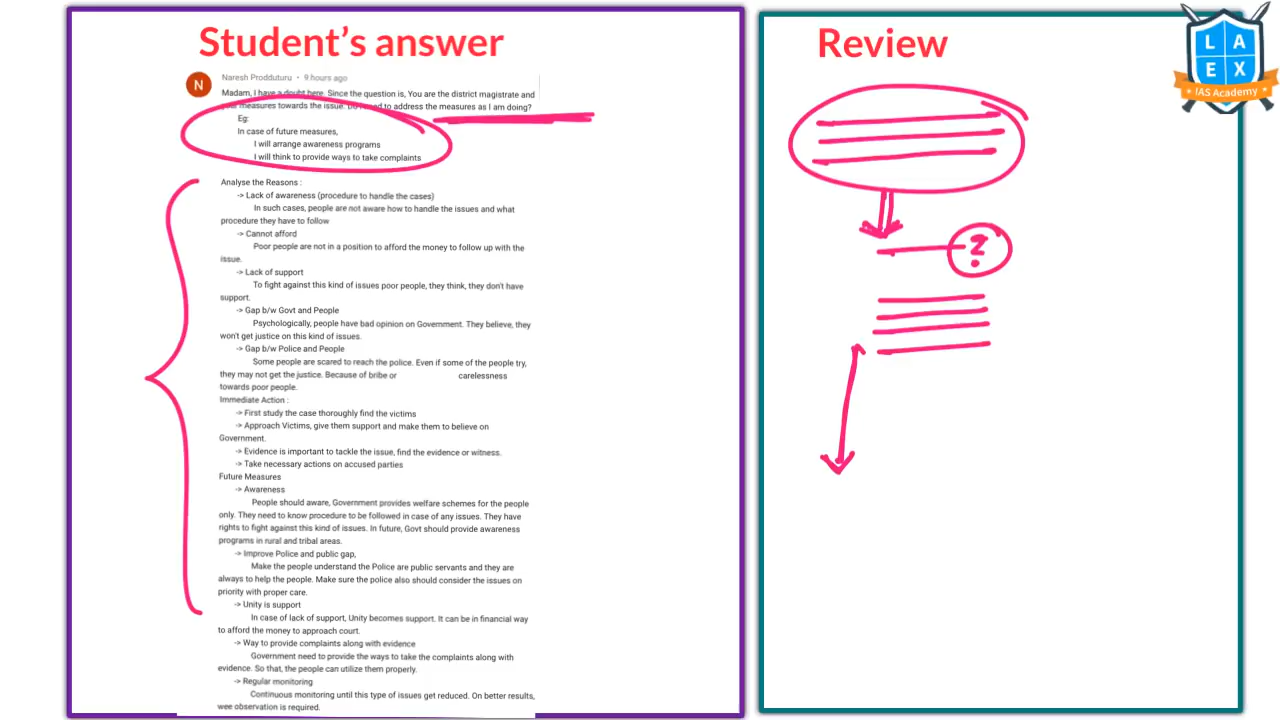 Student's answer
N
Naresh Prodduturu • 9 hours ago
Madam, I have a doubt here. Since the question is, You are the district magistrate and
measures towards the issue. to address the measures as I am doing?
Eg:
In case of future measures,
I will arrange awareness programs
I will think to provide ways to take complaints
Analyse the Reasons :
-> Lack of awareness (procedure to handle the cases)
In such cases, people are not aware how to handle the issues and what
procedure they have to follow
-> Cannot afford
Poor people are not in a position to afford the money to follow up with the
issue.
-> Lack of support
To fight against this kind of issues poor people, they think, they don't have
support.
-> Gap b/w Govt and People
Psychologically, people have bad opinion on Government. They believe, they
won't get justice on this kind of issues.
-> Gap b/w Police and People
Some people are scared to reach the police. Even if some of the people try,
they may not get the justice. Because of bribe or carelessness
towards poor people.
Immediate Action :
-> First study the case thoroughly find the victims
-> Approach Victims, give them support and make them to believe on
Government.
-> Evidence is important to tackle the issue, find the evidence or witness.
-> Take necessary actions on accused parties
Future Measures
-> Awareness
People should aware, Government provides welfare schemes for the people
only. They need to know procedure to be followed in case of any issues. They have
rights to fight against this kind of issues. In future, Govt should provide awareness
programs in rural and tribal areas.
-> Improve Police and public gap,
Make the people understand the Police are public servants and they are
always to help the people. Make sure the police also should consider the issues on
priority with proper care.
-> Unity is support
In case of lack of support, Unity becomes support. It can be in financial way
to afford the money to approach court.
-> Way to provide complaints along with evidence
Government need to provide the ways to take the complaints along with
evidence. So that, the people can utilize them properly.
-> Regular monitoring
Continuous monitoring until this type of issues get reduced. On better results,
wee observation is required.
Review
?
L A
E X
IAS Academy